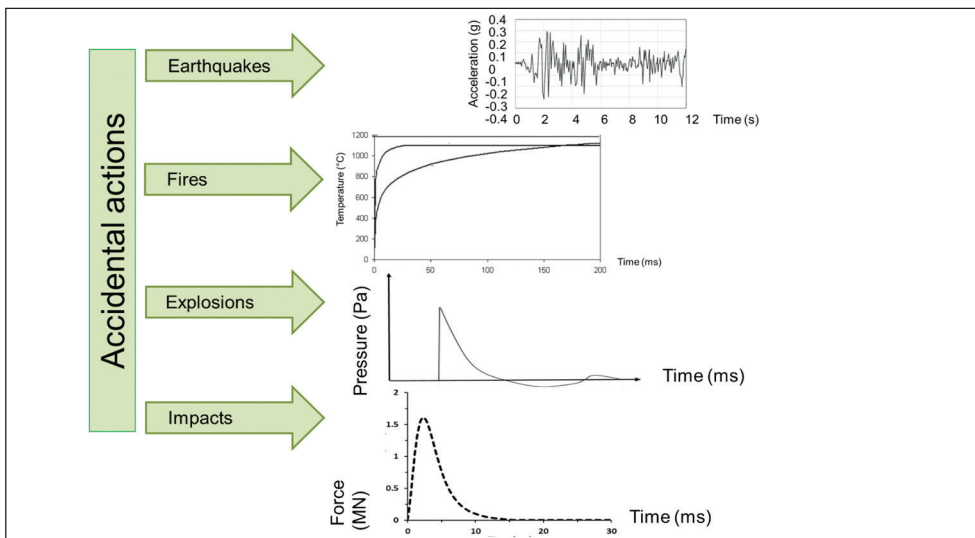 Accidental actions
Earthquakes
Acceleration (g)
0.4
0.3
0.2
0.1
0
-0.1
-0.2
-0.3
-0.4
0 2 4 6 8 10 12
Time (s)
Fires
Temperature (°C)
1200
1000
800
600
400
200
0
0 50 100 150 200
Time (ms)
Explosions
Pressure (Pa)
Time (ms)
Impacts
Force
(MN)
2
1.5
1
0.5
0
0 10 20 30
Time (ms)